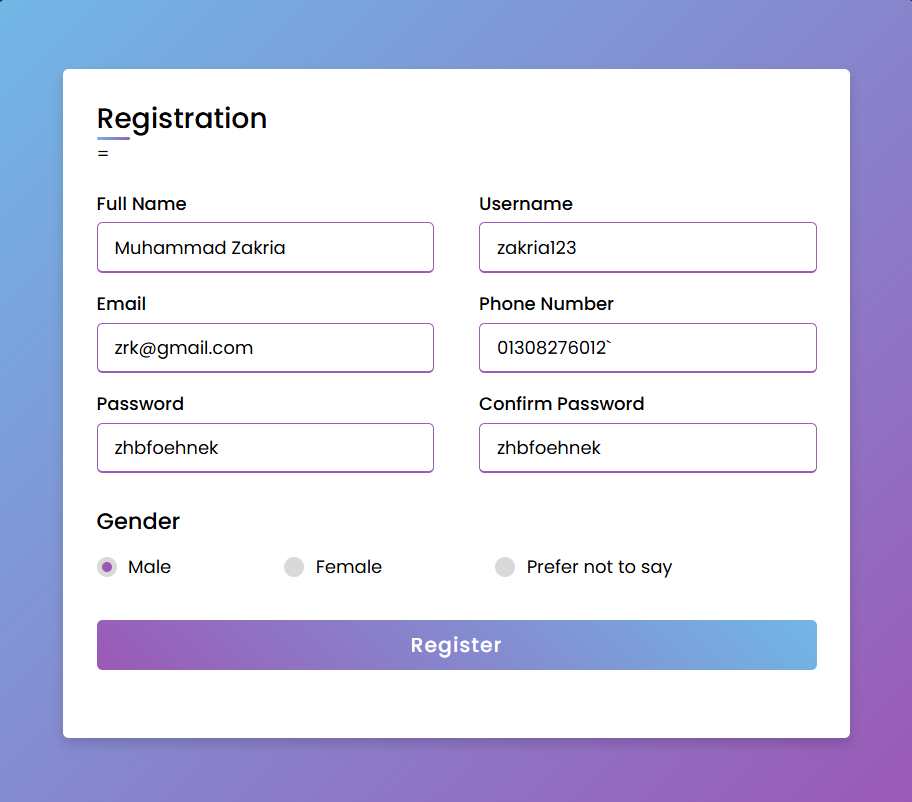 Registration
=
Full Name
Username
Muhammad Zakria
zakria123
Email
Phone Number
zrk@gmail.com
01308276012`
Password
Confirm Password
zhbfoehnek
zhbfoehnek
Gender
Male
Female
Prefer not to say
Register